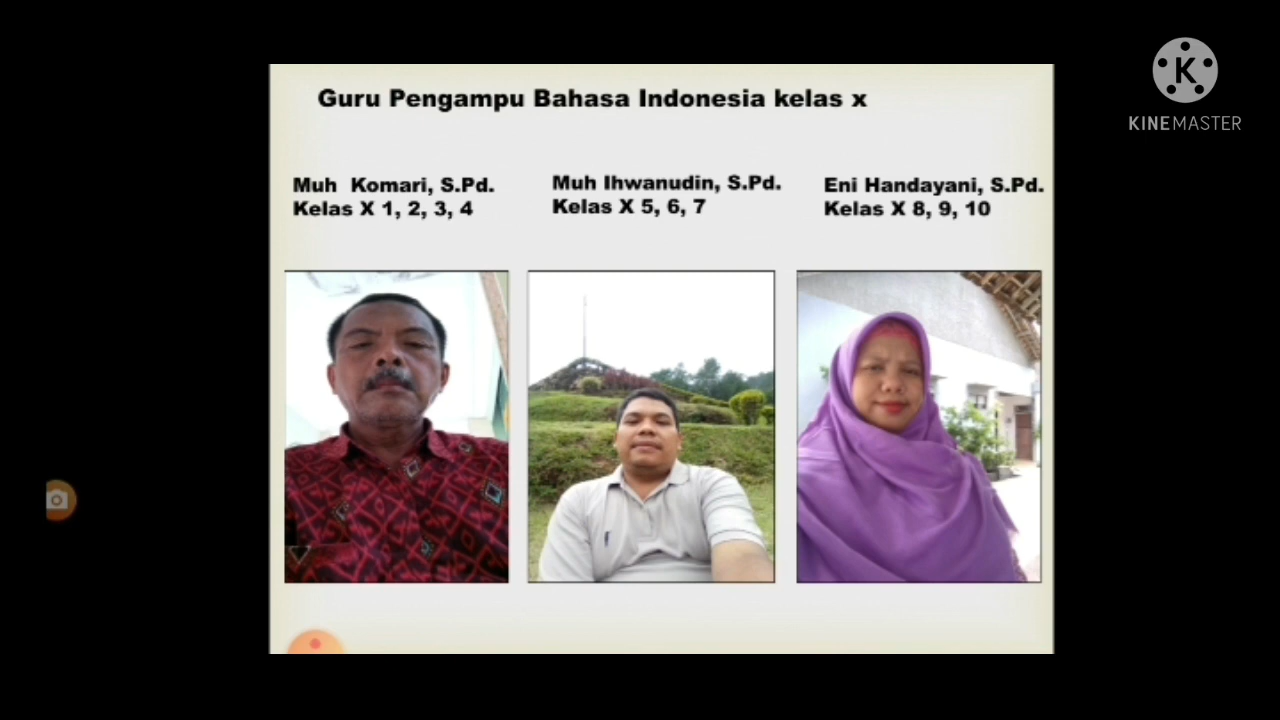 Guru Pengampu Bahasa Indonesia kelas x
Muh Komari, S.Pd.
Kelas X 1, 2, 3, 4
Muh Ihwanudin, S.Pd.
Kelas X 5, 6, 7
Eni Handayani, S.Pd.
Kelas X 8, 9, 10
K
KINEMASTER